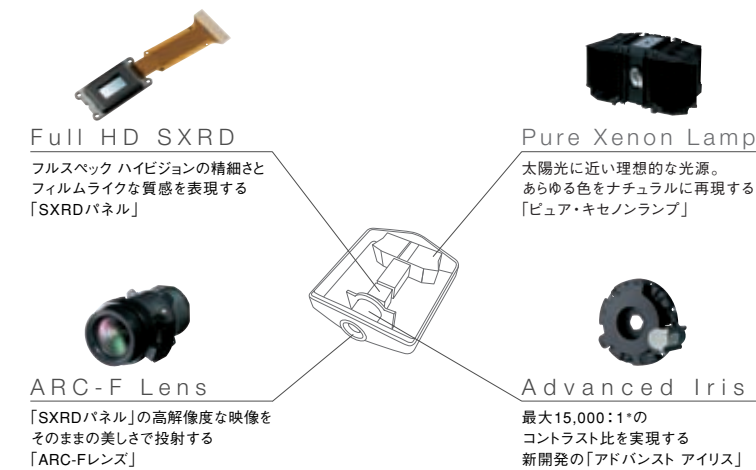 Full HD SXRD
フルスペック ハイビジョンの精細さと
フィルムライクな質感を表現する
「SXRDパネル」
Pure Xenon Lamp
太陽光に近い理想的な光源。
あらゆる色をナチュラルに再現する
「ピュア・キセノンランプ」
ARC-F Lens
「SXRDパネル」の高解像度な映像を
そのままの美しさで投射する
「ARC-Fレンズ」
Advanced Iris
最大15,000：1*の
コントラスト比を実現する
新開発の「アドバンスト アイリス」